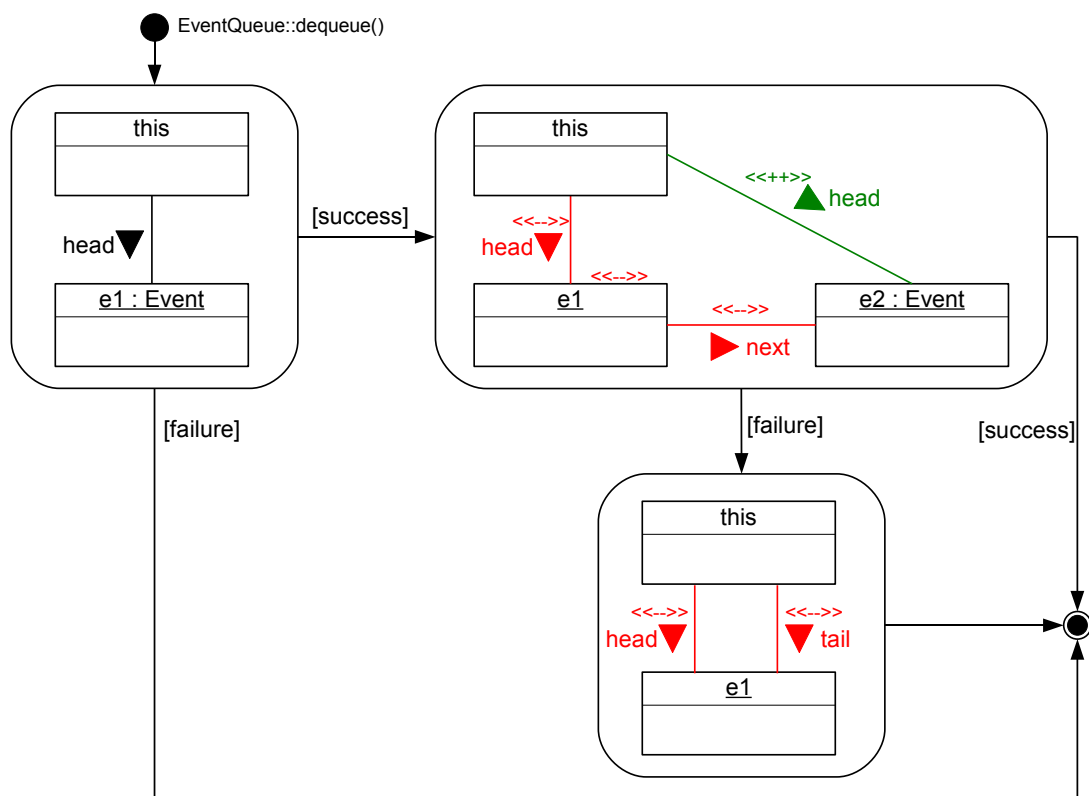 EventQueue::dequeue()
this
head
e1 : Event
[success]
[failure]
this
<<++>>
head
<<-->>
head
<<-->>
e1
<<-->>
next
e2 : Event
[failure]
[success]
this
<<-->>
head
<<-->>
tail
e1